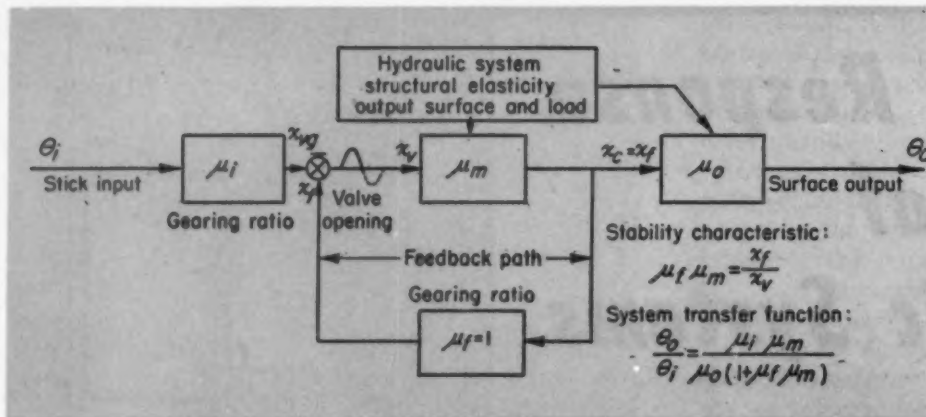 Hydraulic system
structural elasticity
output surface and load
θi
Stick input
μi
Gearing ratio
xvg
xf
Valve
opening
xv
μm
xc=xf
μo
θo
Surface output
Feedback path
Gearing ratio
μf=1
Stability characteristic:
μf μm = xf/xv
System transfer function:
θo/θi = μi μm/μo(1+μf μm)